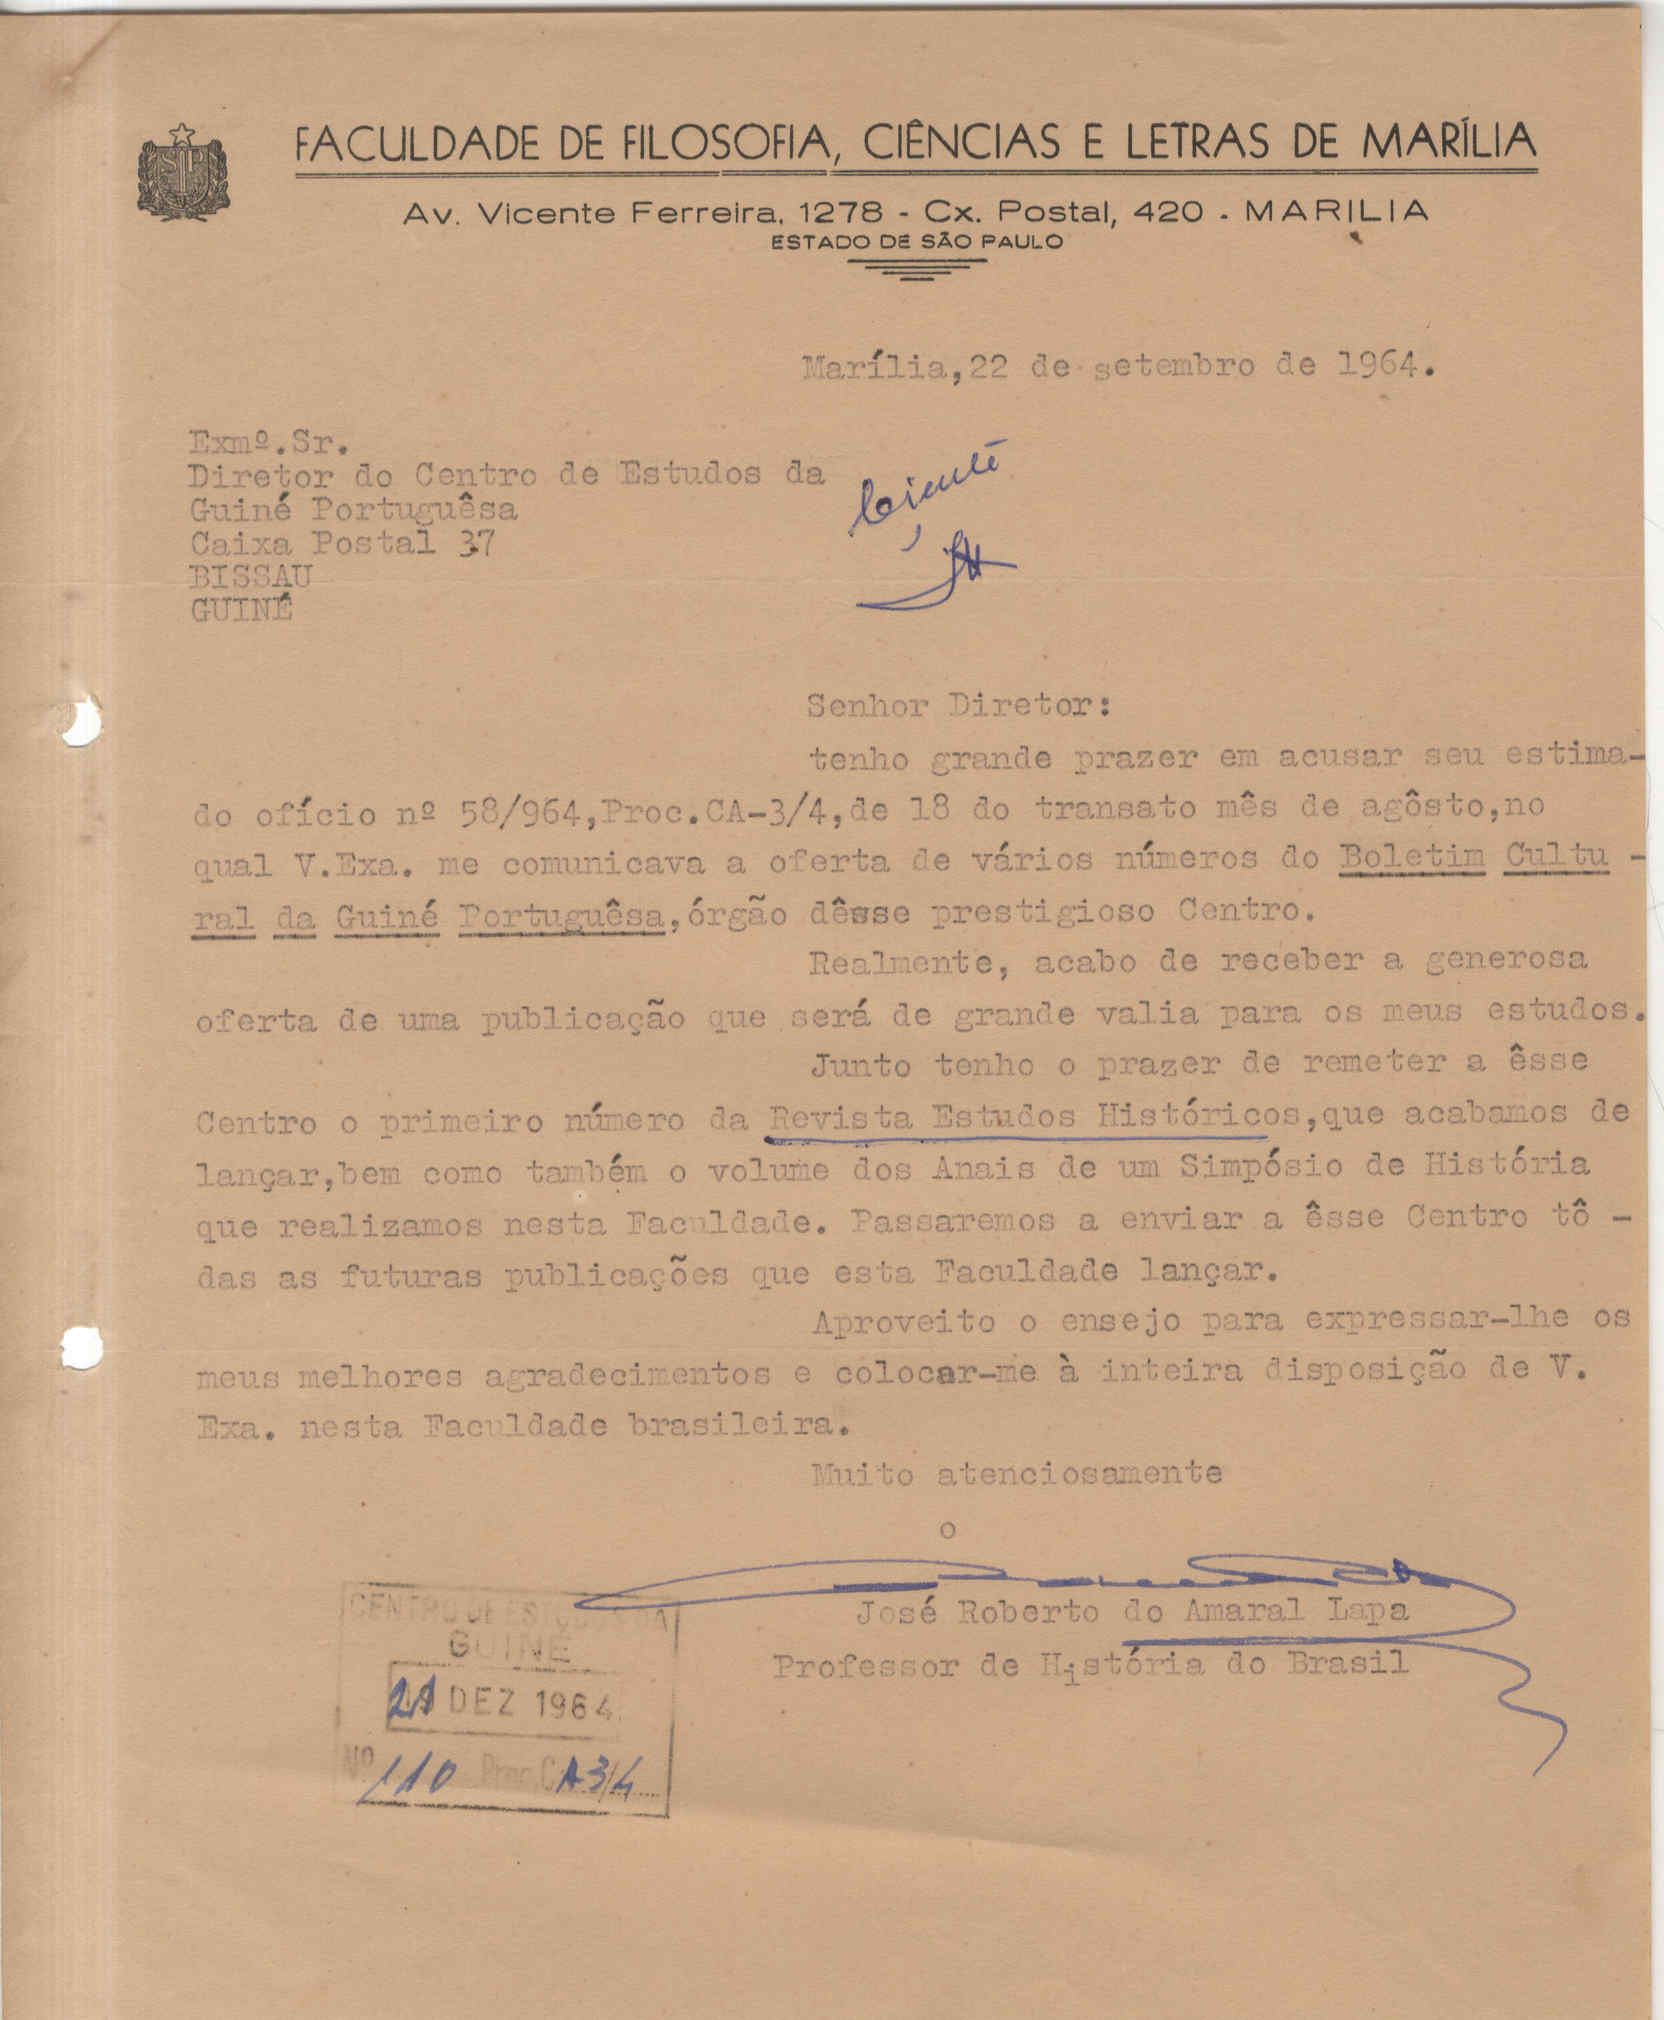 FACULDADE DE FILOSOFIA, CIÊNCIAS E LETRAS DE MARÍLIA
Av. Vicente Ferreira, 1278 - Cx. Postal, 420 - MARILIA
ESTADO DE SÃO PAULO
Marília,22 de setembro de 1964.
Exmº.Sr.
Diretor do Centro de Estudos da
Guiné Portuguêsa
Caixa Postal 37
BISSAU
GUINÉ
Ciente
Senhor Diretor:
tenho grande prazer em acusar seu estima-
do ofício nº 58/964,Proc.CA-3/4,de 18 do transato mês de agôsto,no
qual V.Exa. me comunicava a oferta de vários números do Boletim Cultu -
ral da Guiné Portuguêsa,órgão dêsse prestigioso Centro.
Realmente, acabo de receber a generosa
oferta de uma publicação que será de grande valia para os meus estudos.
Junto tenho o prazer de remeter a êsse
Centro o primeiro número da Revista Estudos Históricos,que acabamos de
lançar,bem como também o volume dos Anais de um Simpósio de História
que realizamos nesta Faculdade. Passaremos a enviar a êsse Centro tô -
das as futuras publicações que esta Faculdade lançar.
Aproveito o ensejo para expressar-lhe os
meus melhores agradecimentos e colocar-me à inteira disposição de V.
Exa. nesta Faculdade brasileira.
Muito atenciosamente
o
José Roberto do Amaral Lapa
Professor de História do Brasil
CENTRO DE ESTUDOS DA
GUINÉ
21 DEZ 1964
Nº 110 Proc.CA3/4